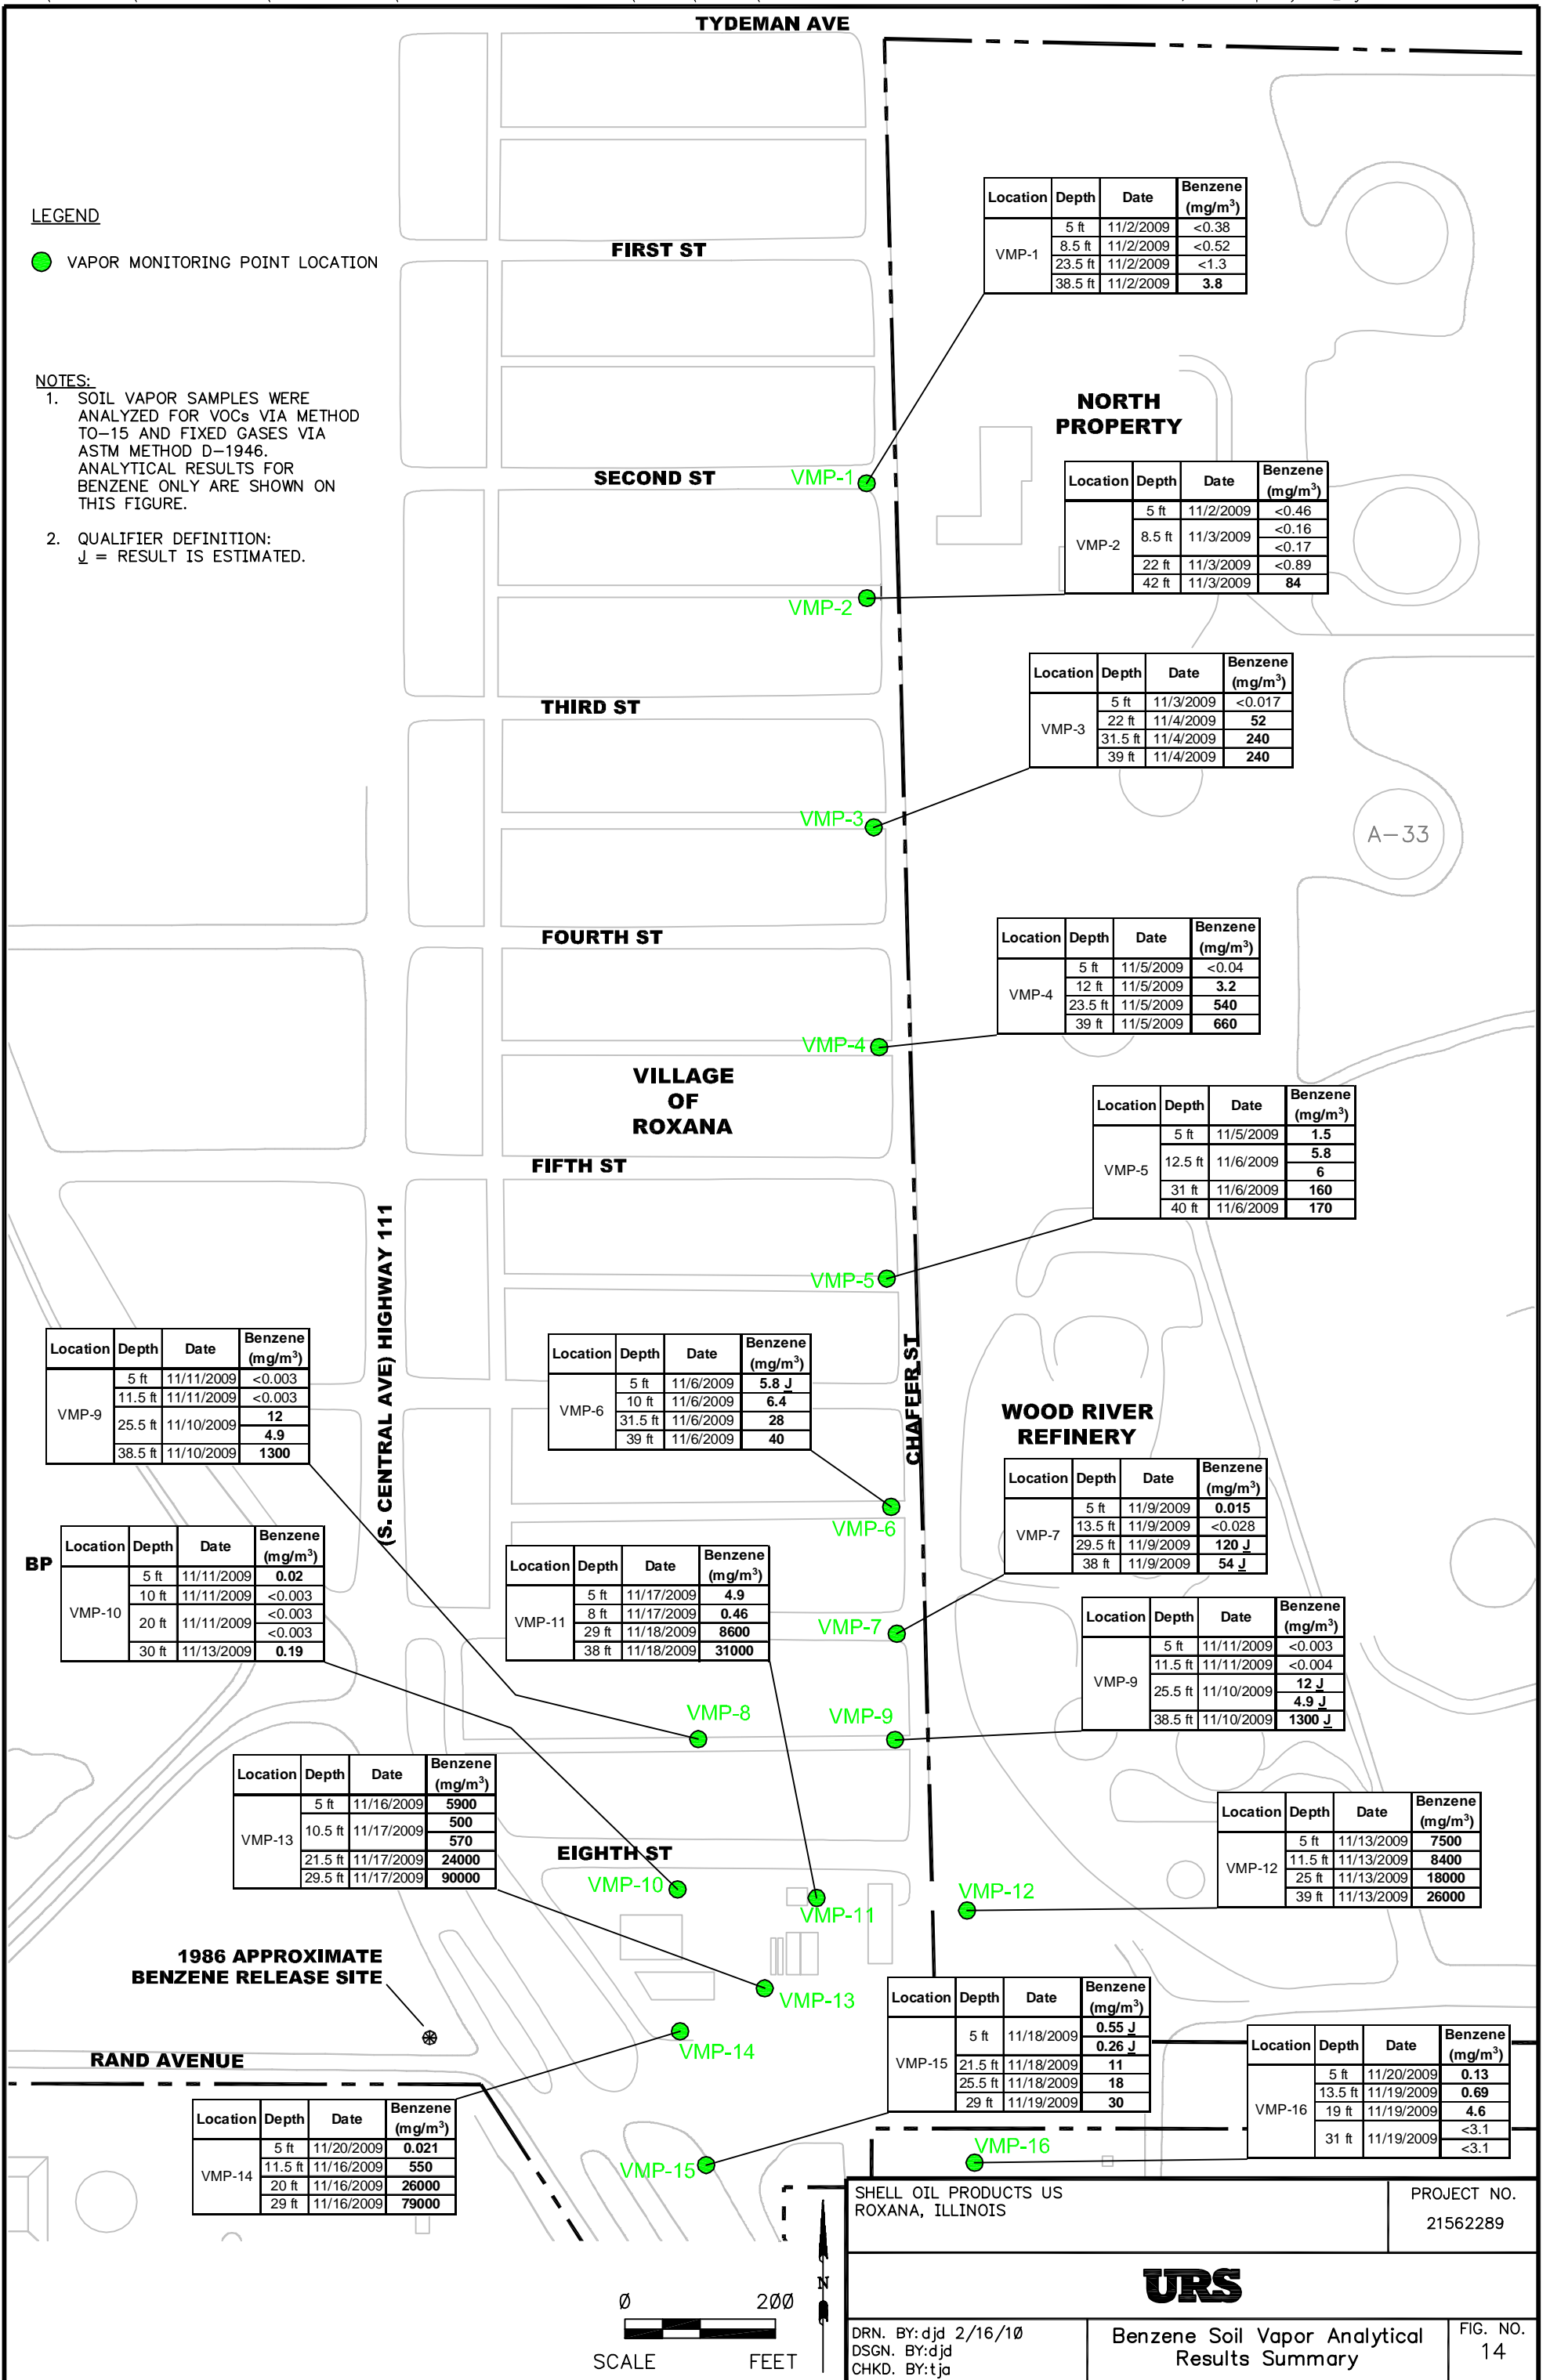 TYDEMAN AVE
LEGEND
VAPOR MONITORING POINT LOCATION
NOTES:
1. SOIL VAPOR SAMPLES WERE
ANALYZED FOR VOCs VIA METHOD
TO-15 AND FIXED GASES VIA
ASTM METHOD D-1946.
ANALYTICAL RESULTS FOR
BENZENE ONLY ARE SHOWN ON
THIS FIGURE.
2. QUALIFIER DEFINITION:
J = RESULT IS ESTIMATED.
FIRST ST
Location Depth Date Benzene (mg/m³)
VMP-1
5 ft 11/2/2009 <0.38
8.5 ft 11/2/2009 <0.52
23.5 ft 11/2/2009 <1.3
38.5 ft 11/2/2009 3.8
NORTH
PROPERTY
SECOND ST
VMP-1
Location Depth Date Benzene (mg/m³)
VMP-2
5 ft 11/2/2009 <0.46
8.5 ft 11/3/2009 <0.16
<0.17
22 ft 11/3/2009 <0.89
42 ft 11/3/2009 84
VMP-2
THIRD ST
Location Depth Date Benzene (mg/m³)
VMP-3
5 ft 11/3/2009 <0.017
22 ft 11/4/2009 52
31.5 ft 11/4/2009 240
39 ft 11/4/2009 240
VMP-3
A-33
FOURTH ST
Location Depth Date Benzene (mg/m³)
VMP-4
5 ft 11/5/2009 <0.04
12 ft 11/5/2009 3.2
23.5 ft 11/5/2009 540
39 ft 11/5/2009 660
VMP-4
VILLAGE
OF
ROXANA
FIFTH ST
Location Depth Date Benzene (mg/m³)
VMP-5
5 ft 11/5/2009 1.5
12.5 ft 11/6/2009 5.8
6
31 ft 11/6/2009 160
40 ft 11/6/2009 170
VMP-5
(S. CENTRAL AVE) HIGHWAY 111
CHAFFER ST
Location Depth Date Benzene (mg/m³)
VMP-9
5 ft 11/11/2009 <0.003
11.5 ft 11/11/2009 <0.003
25.5 ft 11/10/2009 12
4.9
38.5 ft 11/10/2009 1300
Location Depth Date Benzene (mg/m³)
VMP-6
5 ft 11/6/2009 5.8 J
10 ft 11/6/2009 6.4
31.5 ft 11/6/2009 28
39 ft 11/6/2009 40
VMP-6
WOOD RIVER
REFINERY
Location Depth Date Benzene (mg/m³)
VMP-7
5 ft 11/9/2009 0.015
13.5 ft 11/9/2009 <0.028
29.5 ft 11/9/2009 120 J
38 ft 11/9/2009 54 J
VMP-7
BP
Location Depth Date Benzene (mg/m³)
VMP-10
5 ft 11/11/2009 0.02
10 ft 11/11/2009 <0.003
20 ft 11/11/2009 <0.003
<0.003
30 ft 11/13/2009 0.19
Location Depth Date Benzene (mg/m³)
VMP-11
5 ft 11/17/2009 4.9
8 ft 11/17/2009 0.46
29 ft 11/18/2009 8600
38 ft 11/18/2009 31000
Location Depth Date Benzene (mg/m³)
VMP-9
5 ft 11/11/2009 <0.003
11.5 ft 11/11/2009 <0.004
25.5 ft 11/10/2009 12 J
4.9 J
38.5 ft 11/10/2009 1300 J
VMP-8
VMP-9
Location Depth Date Benzene (mg/m³)
VMP-13
5 ft 11/16/2009 5900
10.5 ft 11/17/2009 500
570
21.5 ft 11/17/2009 24000
29.5 ft 11/17/2009 90000
Location Depth Date Benzene (mg/m³)
VMP-12
5 ft 11/13/2009 7500
11.5 ft 11/13/2009 8400
25 ft 11/13/2009 18000
39 ft 11/13/2009 26000
EIGHTH ST
VMP-10
VMP-11
VMP-12
1986 APPROXIMATE
BENZENE RELEASE SITE
VMP-13
VMP-14
RAND AVENUE
Location Depth Date Benzene (mg/m³)
VMP-15
5 ft 11/18/2009 0.55 J
0.26 J
21.5 ft 11/18/2009 11
25.5 ft 11/18/2009 18
29 ft 11/19/2009 30
Location Depth Date Benzene (mg/m³)
VMP-16
5 ft 11/20/2009 0.13
13.5 ft 11/19/2009 0.69
19 ft 11/19/2009 4.6
31 ft 11/19/2009 <3.1
<3.1
Location Depth Date Benzene (mg/m³)
VMP-14
5 ft 11/20/2009 0.021
11.5 ft 11/16/2009 550
20 ft 11/16/2009 26000
29 ft 11/16/2009 79000
VMP-15
VMP-16
N
0 200
SCALE FEET
SHELL OIL PRODUCTS US
ROXANA, ILLINOIS
PROJECT NO.
21562289
URS
DRN. BY:djd 2/16/10
DSGN. BY:djd
CHKD. BY:tja
Benzene Soil Vapor Analytical
Results Summary
FIG. NO.
14